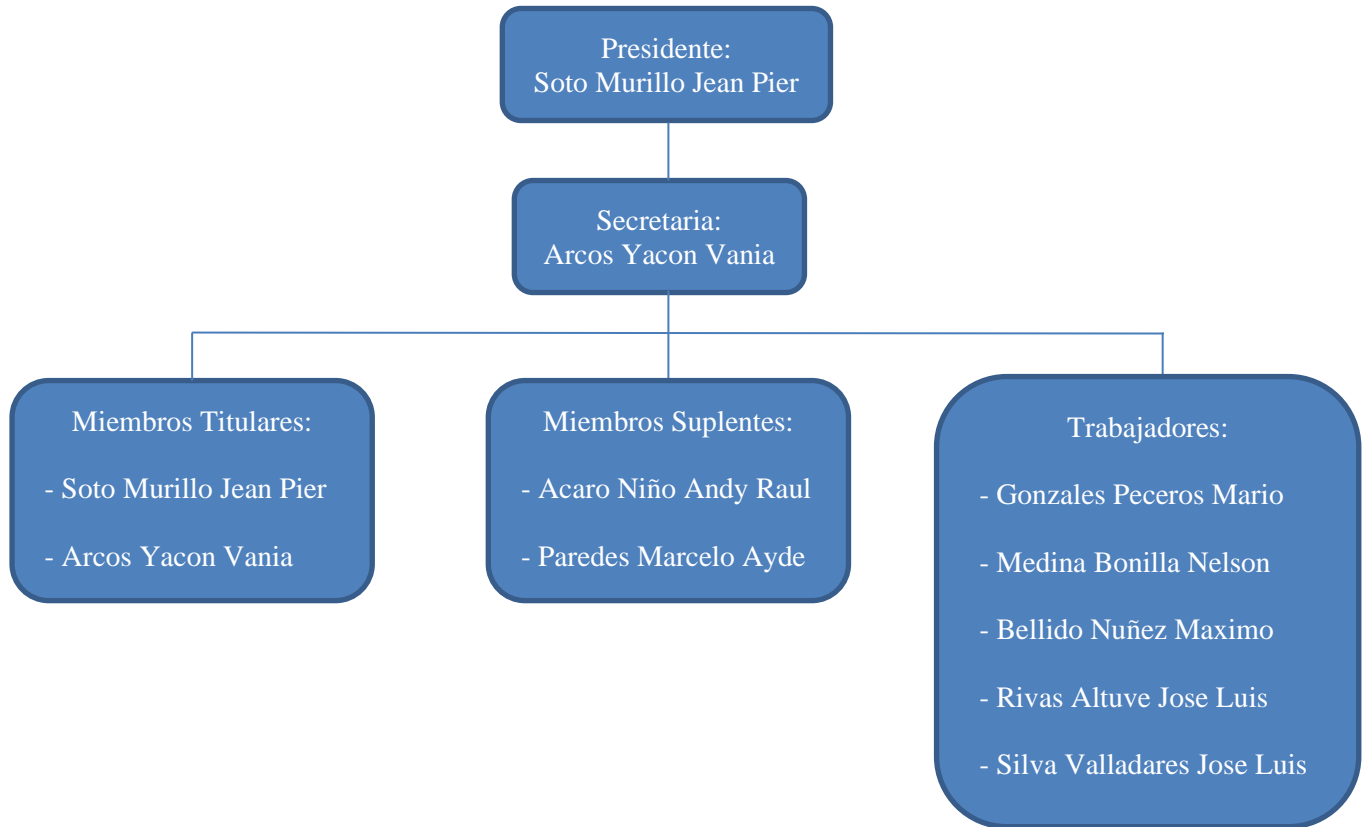 Presidente:
Soto Murillo Jean Pier
Secretaria:
Arcos Yacon Vania
Miembros Titulares:
- Soto Murillo Jean Pier
- Arcos Yacon Vania
Miembros Suplentes:
- Acaro Niño Andy Raul
- Paredes Marcelo Ayde
Trabajadores:
- Gonzales Peceros Mario
- Medina Bonilla Nelson
- Bellido Nuñez Maximo
- Rivas Altuve Jose Luis
- Silva Valladares Jose Luis